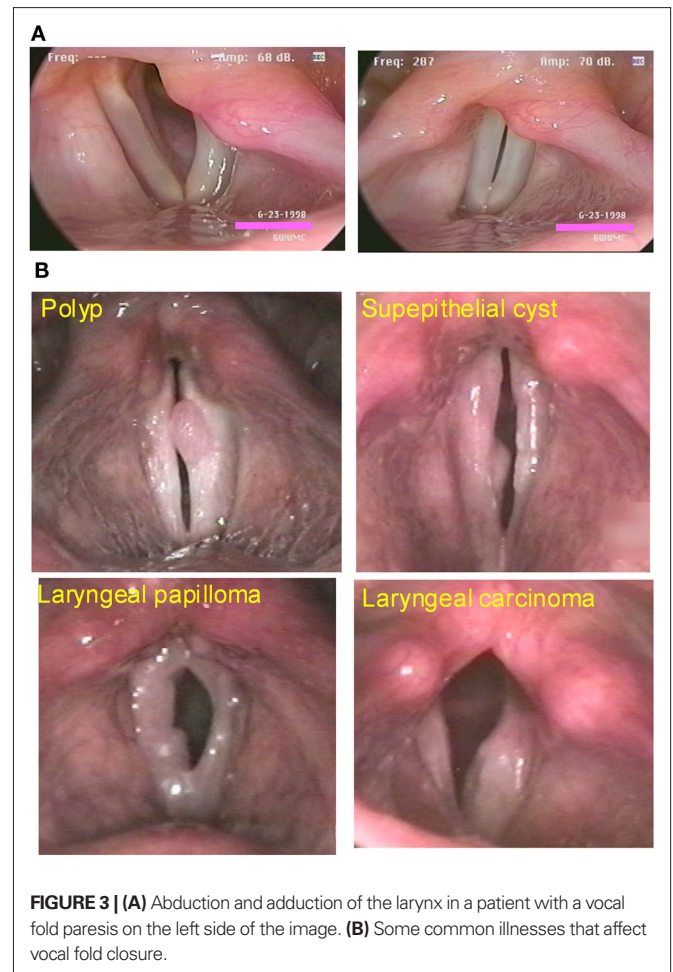 A
Freq: ---
Amp: 68 dB.
REC
6-23-1998
GWUMC
Freq: 287
Amp: 70 dB.
REC
6-23-1998
GWUMC
B
Polyp
Supepithelial cyst
Laryngeal papilloma
Laryngeal carcinoma
FIGURE 3 | (A) Abduction and adduction of the larynx in a patient with a vocal
fold paresis on the left side of the image. (B) Some common illnesses that affect
vocal fold closure.